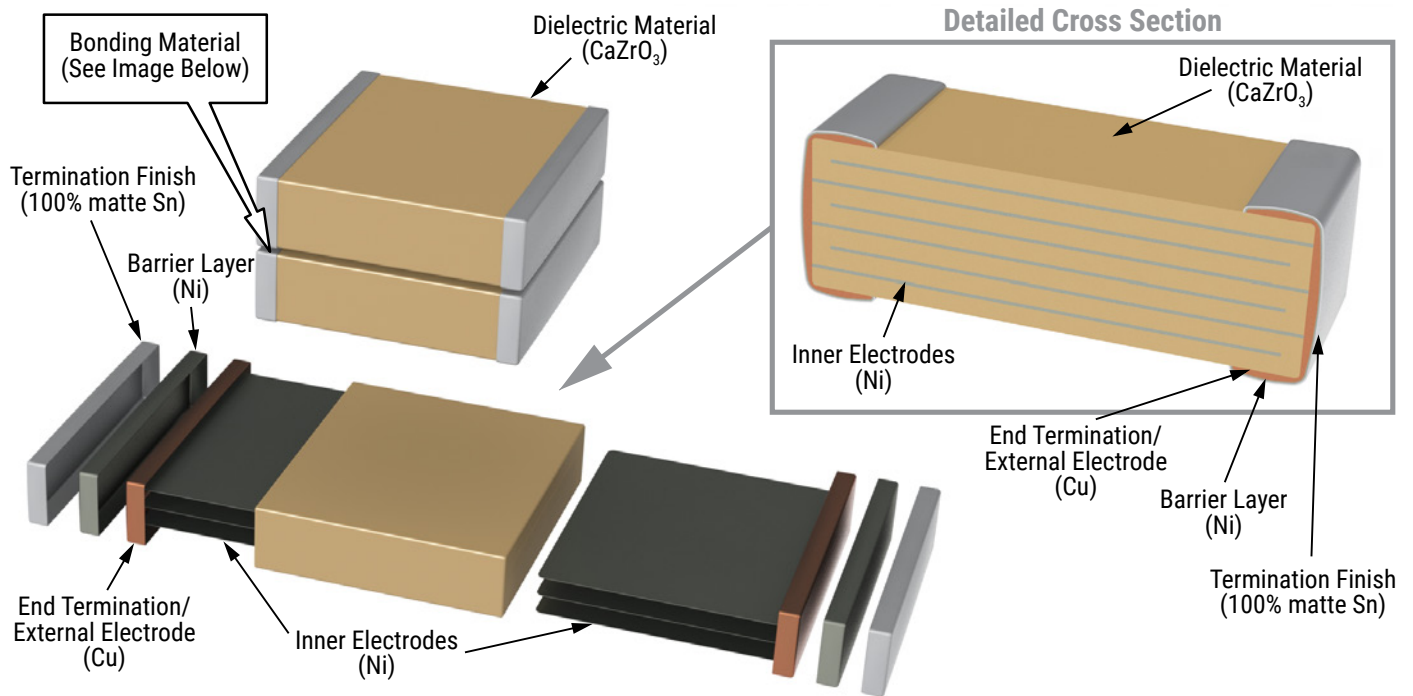 Detailed Cross Section
Bonding Material
(See Image Below)
Dielectric Material
(CaZrO₃)
Dielectric Material
(CaZrO₃)
Termination Finish
(100% matte Sn)
Barrier Layer
(Ni)
Inner Electrodes
(Ni)
End Termination/
External Electrode
(Cu)
Barrier Layer
(Ni)
Termination Finish
(100% matte Sn)
End Termination/
External Electrode
(Cu)
Inner Electrodes
(Ni)